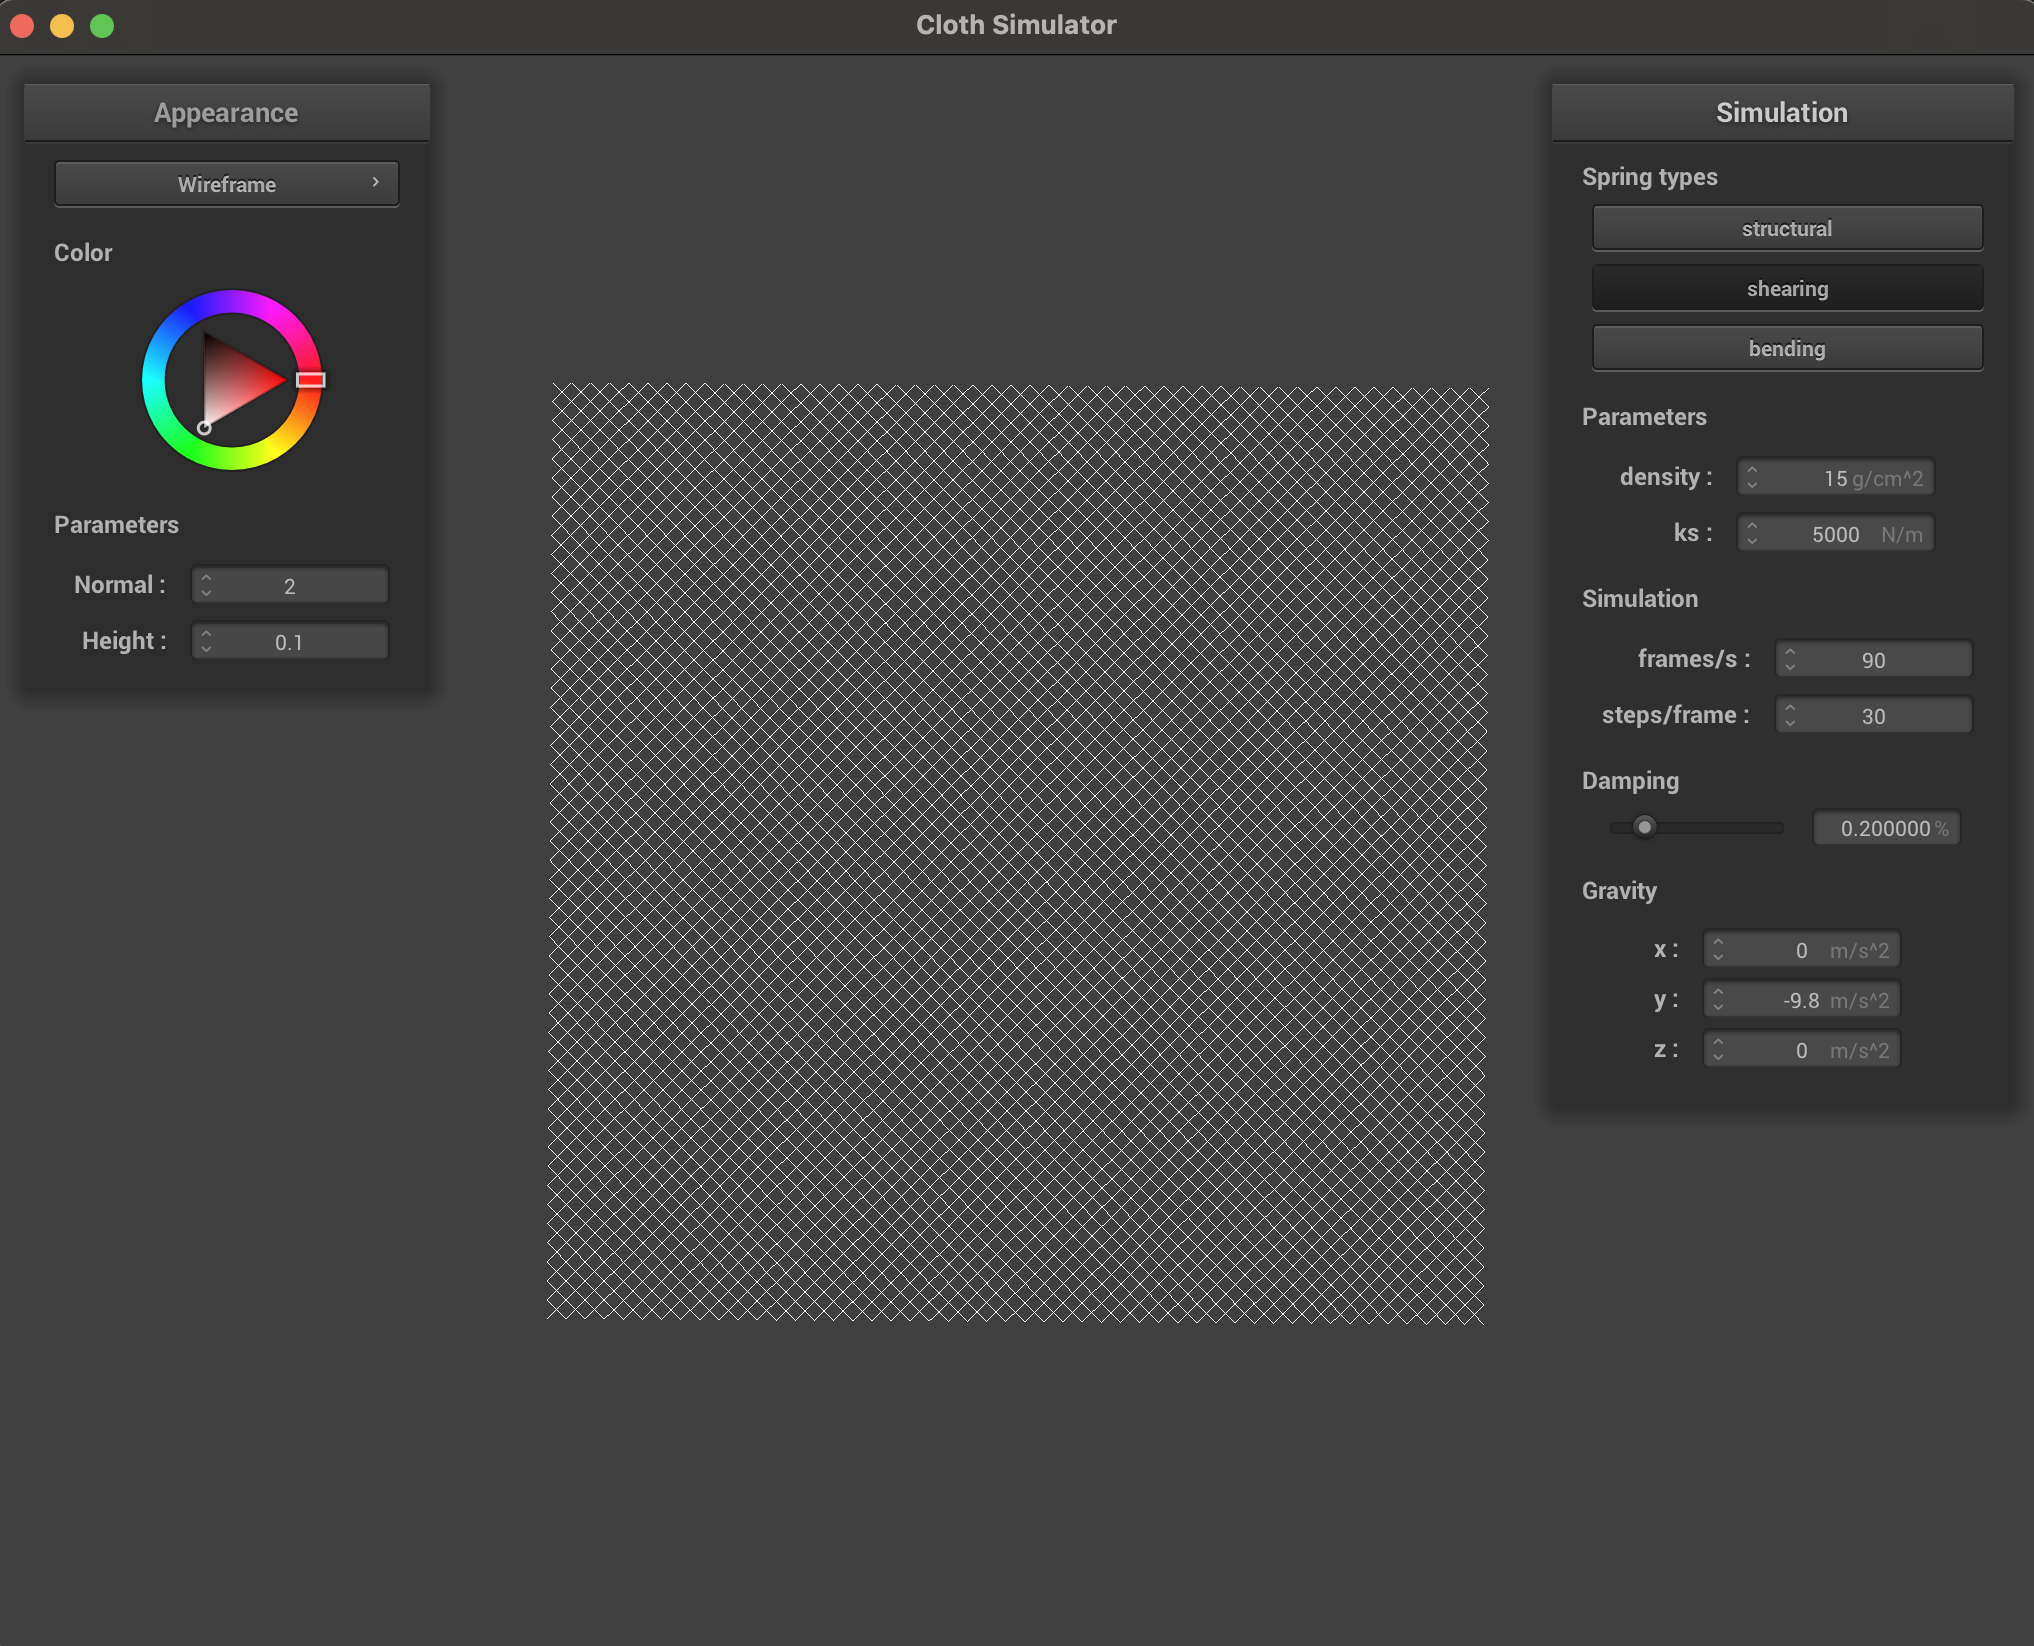 Cloth Simulator
Appearance
Wireframe
Color
Parameters
Normal : 2
Height : 0.1
Simulation
Spring types
structural
shearing
bending
Parameters
density : 15 g/cm^2
ks : 5000 N/m
Simulation
frames/s : 90
steps/frame : 30
Damping
0.200000 %
Gravity
x : 0 m/s^2
y : -9.8 m/s^2
z : 0 m/s^2